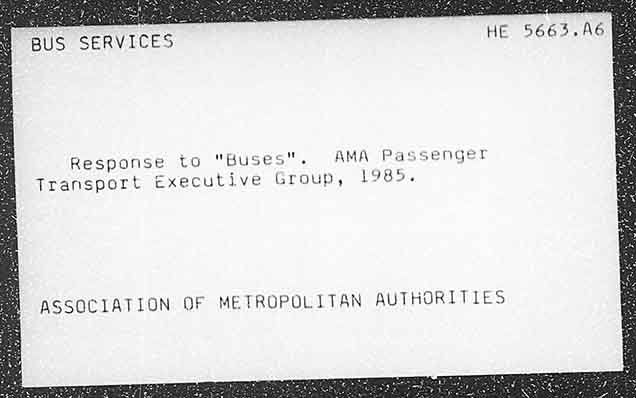 BUS SERVICES
HE 5663.A6
Response to "Buses". AMA Passenger
Transport Executive Group, 1985.
ASSOCIATION OF METROPOLITAN AUTHORITIES